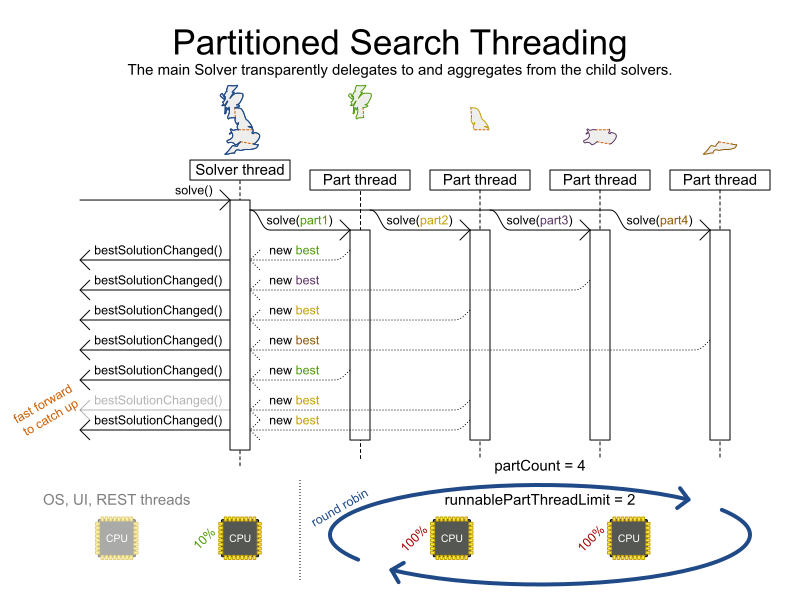 Partitioned Search Threading
The main Solver transparently delegates to and aggregates from the child solvers.
Solver thread
Part thread
Part thread
Part thread
Part thread
solve()
solve(part1)
solve(part2)
solve(part3)
solve(part4)
bestSolutionChanged()
new best
bestSolutionChanged()
new best
bestSolutionChanged()
new best
bestSolutionChanged()
new best
bestSolutionChanged()
new best
bestSolutionChanged()
new best
bestSolutionChanged()
new best
fast forward
to catch up
partCount = 4
OS, UI, REST threads
round robin
runnablePartThreadLimit = 2
CPU
10%
CPU
100%
CPU
100%
CPU